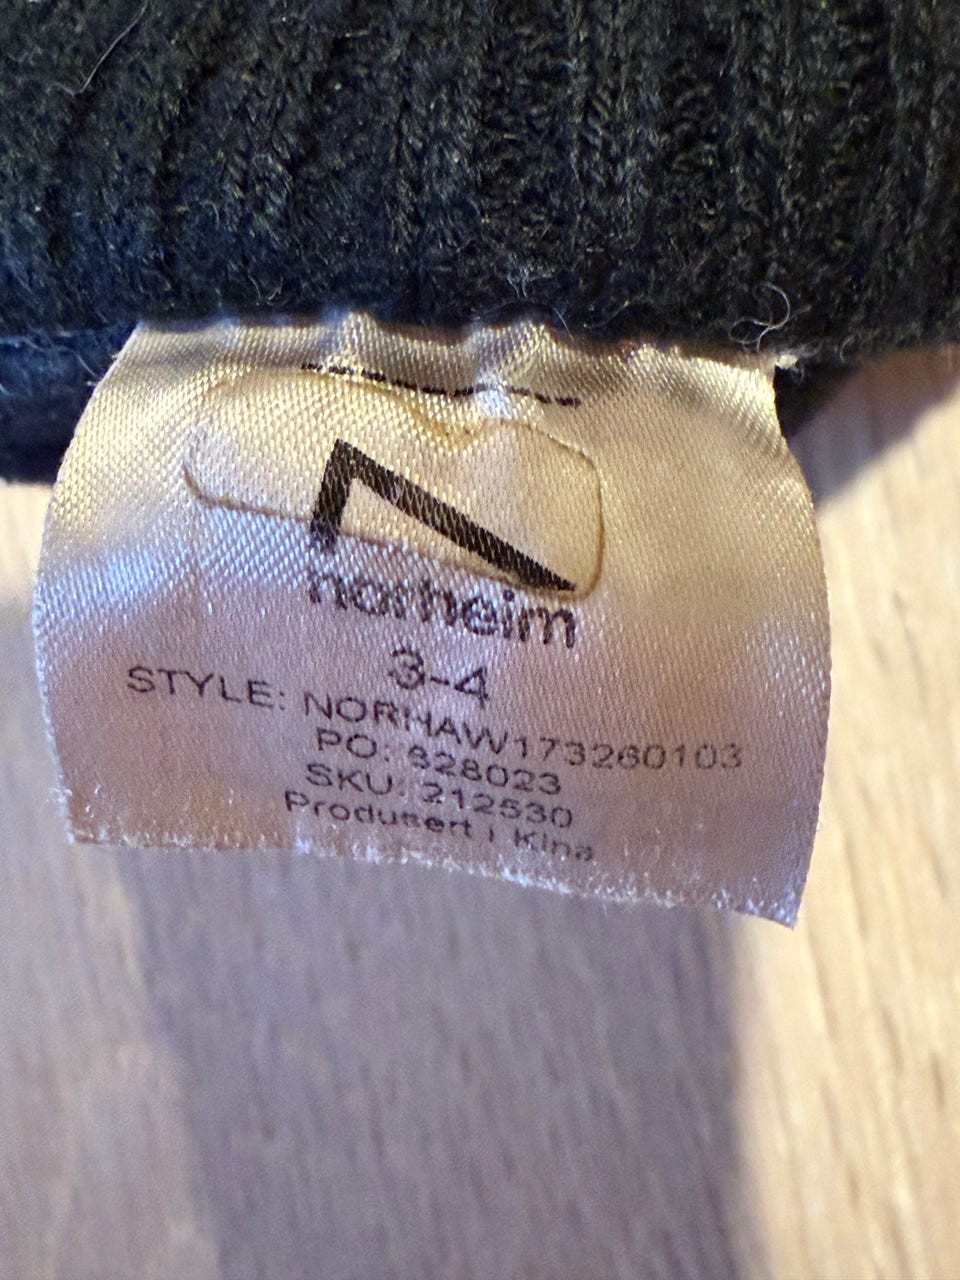 norheim
3-4
STYLE: NORHAW173260103
PO: 828023
SKU: 212530
Produsert i Kina